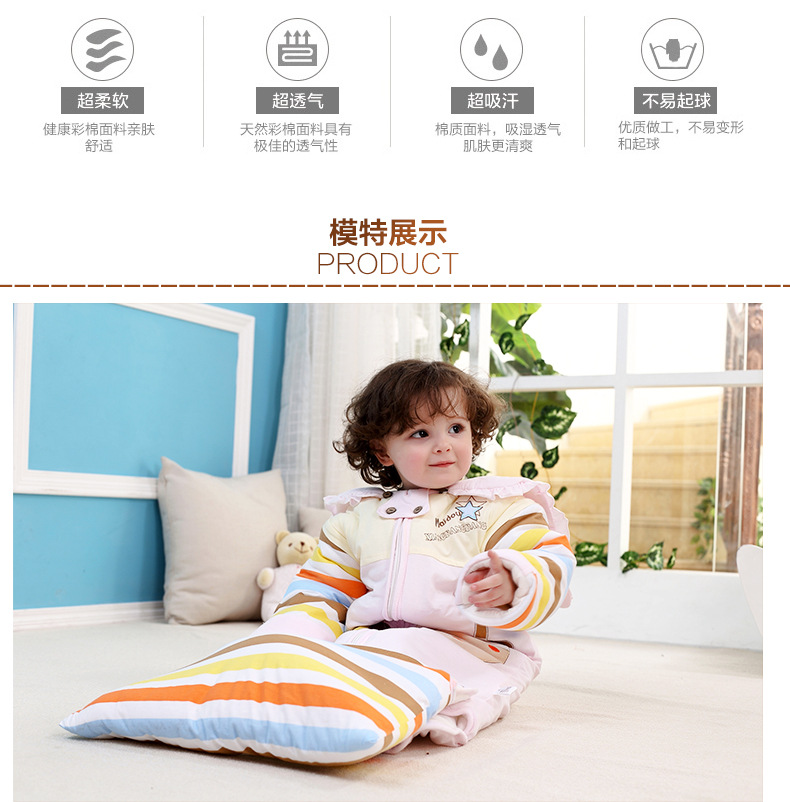 超柔软
健康彩棉面料亲肤
舒适
超透气
天然彩棉面料具有
极佳的透气性
超吸汗
棉质面料，吸湿透气
肌肤更清爽
不易起球
优质做工，不易变形
和起球
模特展示
PRODUCT